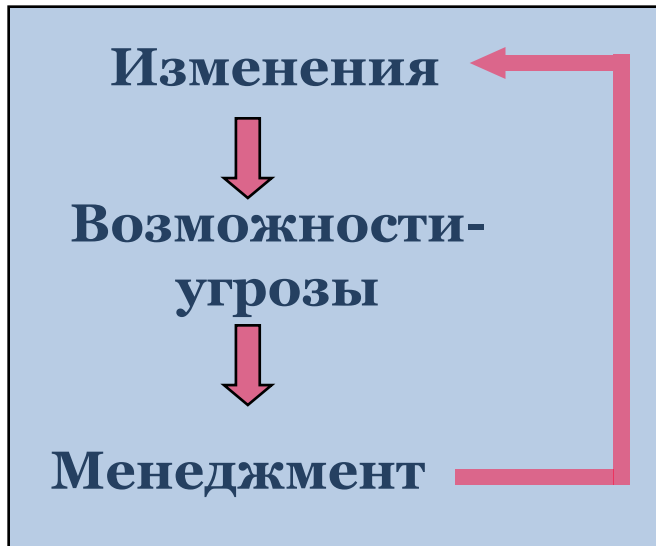 Изменения
Возможности-
угрозы
Менеджмент